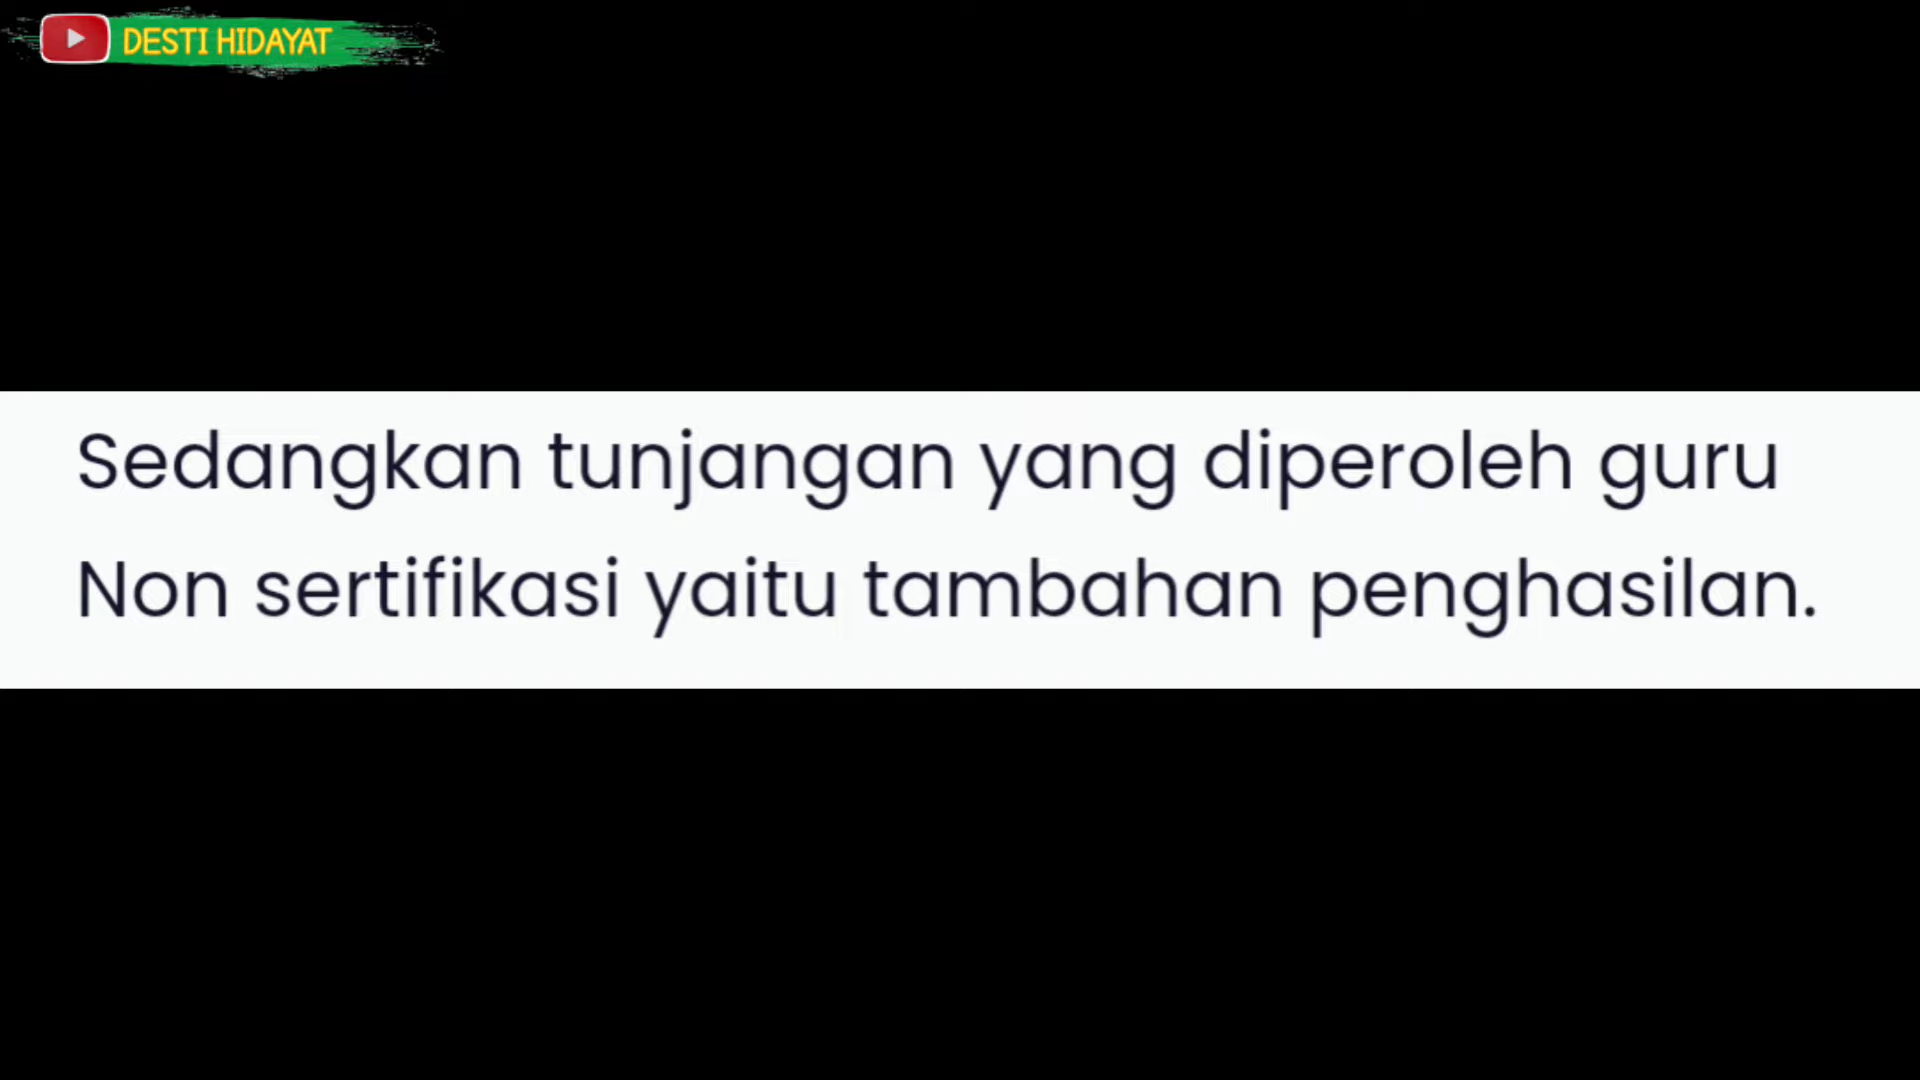 DESTI HIDAYAT
Sedangkan tunjangan yang diperoleh guru
Non sertifikasi yaitu tambahan penghasilan.